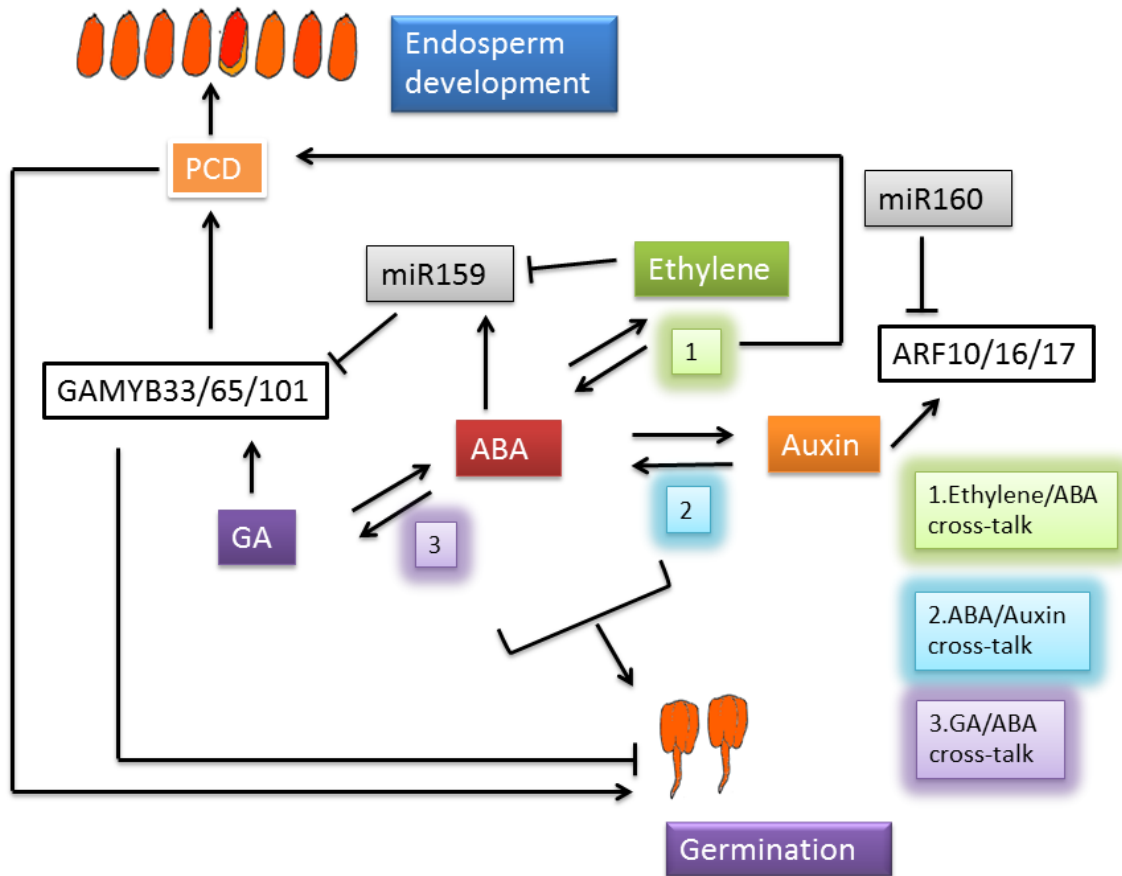 Endosperm
development
PCD
miR160
miR159
Ethylene
1
ARF10/16/17
GAMYB33/65/101
ABA
Auxin
2
GA
3
1.Ethylene/ABA
cross-talk
2.ABA/Auxin
cross-talk
3.GA/ABA
cross-talk
Germination